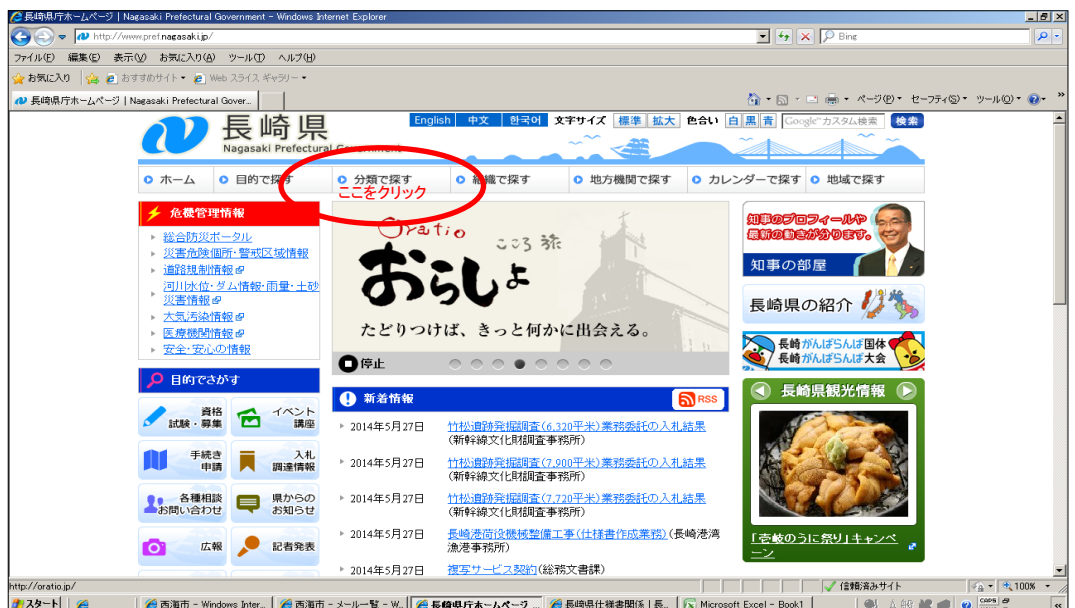 長崎県庁ホームページ | Nagasaki Prefectural Government - Windows Internet Explorer
http://www.pref.nagasaki.jp/
Bing
ファイル(F) 編集(E) 表示(V) お気に入り(A) ツール(T) ヘルプ(H)
お気に入り おすすめサイト Web スライス ギャラリー
長崎県庁ホームページ | Nagasaki Prefectural Gover...
ページ(P) セーフティ(S) ツール(O)
English 中文 한국어 文字サイズ 標準 拡大 色合い 白 黒 青 Google カスタム検索 検索
長崎県
Nagasaki Prefectural Government
ホーム 目的で探す 分類で探す 組織で探す 地方機関で探す カレンダーで探す 地域で探す
ここをクリック
危機管理情報
総合防災ポータル
災害危険個所・警戒区域情報
道路規制情報
河川水位・ダム情報・雨量・土砂
災害情報
大気汚染情報
医療機関情報
安全・安心の情報
目的でさがす
資格
試験・募集
イベント
講座
手続き
申請
入札
調達情報
各種相談
お問い合わせ
県からの
お知らせ
広報
記者発表
Oratio
こころ旅
おらしょ
たどりつけば、きっと何かに出会える。
停止
新着情報
RSS
2014年5月27日 竹松遺跡発掘調査(6,320平米)業務委託の入札結果
(新幹線文化財調査事務所)
2014年5月27日 竹松遺跡発掘調査(7,900平米)業務委託の入札結果
(新幹線文化財調査事務所)
2014年5月27日 竹松遺跡発掘調査(7,720平米)業務委託の入札結果
(新幹線文化財調査事務所)
2014年5月27日 長崎港荷役機械整備工事(仕様書作成業務)(長崎港湾
漁港事務所)
2014年5月27日 複写サービス契約(総務文書課)
知事のプロフィールや
最新の動きが分ります。
知事の部屋
長崎県の紹介
長崎がんばらんば国体
長崎がんばらんば大会
長崎県観光情報
「壱岐のうに祭り」キャンペ
ーン
http://oratio.jp/
信頼済みサイト
100%
スタート
西海市 - Windows Inter...
西海市 - メール一覧 - W...
長崎県庁ホームページ ...
長崎県仕様書関係 | 長...
Microsoft Excel - Book1
A 般
CAPS